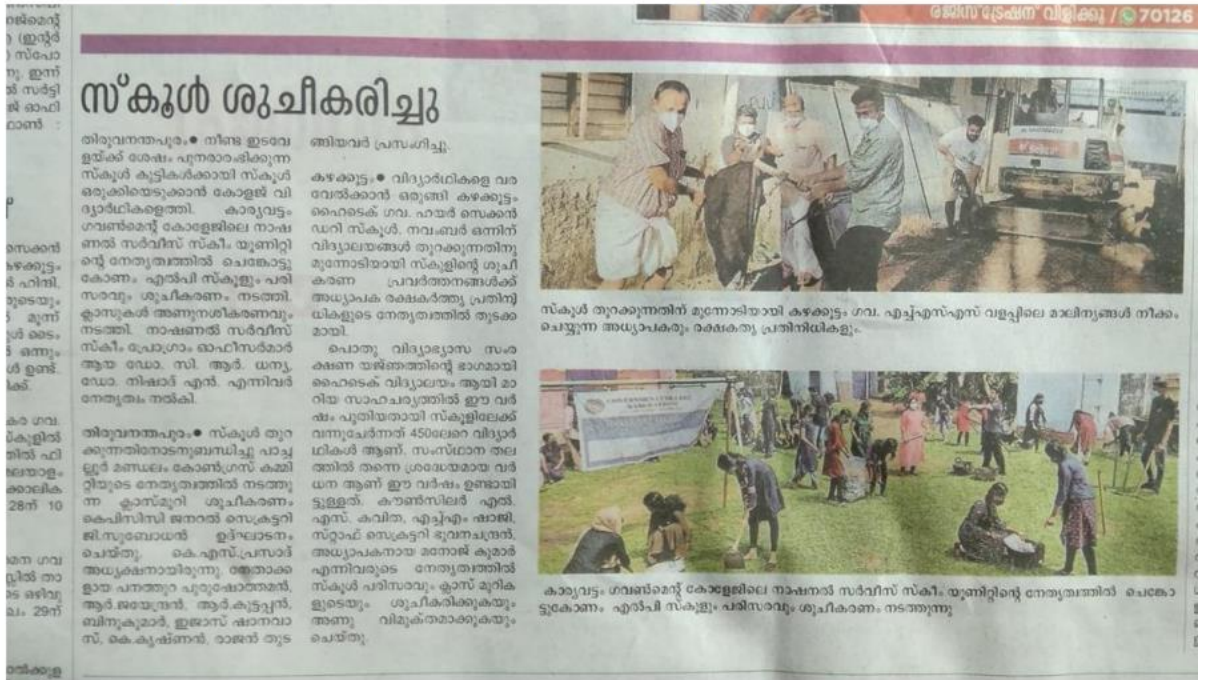 രജിസ്ട്രേഷന് വിളിക്കൂ / 70126
സ്കൂൾ ശുചീകരിച്ചു
തിരുവനന്തപുരം● നീണ്ട ഇടവേ
ളയ്ക്ക് ശേഷം പുനരാരംഭിക്കുന്ന
സ്കൂൾ കുട്ടികൾക്കായി സ്കൂൾ
ഒരുക്കിയെടുക്കാൻ കോളജ് വി
ദ്യാർഥികളെത്തി. കാര്യവട്ടം
ഗവൺമെന്റ് കോളേജിലെ നാഷ
ണൽ സർവീസ് സ്കീം യൂണിറ്റി
ന്റെ നേതൃത്വത്തിൽ ചെങ്കോട്ടു
കോണം എൽപി സ്കൂളും പരി
സരവും ശുചീകരണം നടത്തി.
ക്ലാസുകൾ അണുനശീകരണവും
നടത്തി. നാഷണൽ സർവീസ്
സ്കീം പ്രോഗ്രാം ഓഫീസർമാർ
ആയ ഡോ. സി. ആർ. ധന്യ,
ഡോ. നിഷാദ് എൻ. എന്നിവർ
നേതൃത്വം നൽകി.
തിരുവനന്തപുരം● സ്കൂൾ തുറ
ക്കുന്നതിനോടനുബന്ധിച്ചു പാച്ച
ല്ലൂർ മണ്ഡലം കോൺഗ്രസ് കമ്മി
റ്റിയുടെ നേതൃത്വത്തിൽ നടത്തു
ന്ന ക്ലാസ്മുറി ശുചീകരണം
കെപിസിസി ജനറൽ സെക്രട്ടറി
ജി.സുബോധൻ ഉദ്ഘാടനം
ചെയ്തു. കെ.എസ്.പ്രസാദ്
അധ്യക്ഷനായിരുന്നു. നേതാക്ക
ളായ പനത്തുറ പുരുഷോത്തമൻ,
ആർ.ജയേന്ദ്രൻ, ആർ.കുട്ടപ്പൻ,
ബിനുകുമാർ, ഇജാസ് ഷാനവാ
സ്, കെ.കൃഷ്ണൻ, രാജൻ തുട
ങ്ങിയവർ പ്രസംഗിച്ചു.
കഴക്കൂട്ടം● വിദ്യാർഥികളെ വര
വേൽക്കാൻ ഒരുങ്ങി കഴക്കൂട്ടം
ഹൈടെക് ഗവ. ഹയർ സെക്കൻ
ഡറി സ്കൂൾ. നവംബർ ഒന്നിന്
വിദ്യാലയങ്ങൾ തുറക്കുന്നതിനു
മുന്നോടിയായി സ്കൂളിന്റെ ശുചീ
കരണ പ്രവർത്തനങ്ങൾക്ക്
അധ്യാപക രക്ഷകർത്തൃ പ്രതിനി
ധികളുടെ നേതൃത്വത്തിൽ തുടക്ക
മായി.
പൊതു വിദ്യാഭ്യാസ സംര
ക്ഷണ യജ്ഞത്തിന്റെ ഭാഗമായി
ഹൈടെക് വിദ്യാലയം ആയി മാ
റിയ സാഹചര്യത്തിൽ ഈ വർ
ഷം പുതിയതായി സ്കൂളിലേക്ക്
വന്നുചേർന്നത് 450ലേറെ വിദ്യാർ
ഥികൾ ആണ്. സംസ്ഥാന തല
ത്തിൽ തന്നെ ശ്രദ്ധേയമായ വർ
ധന ആണ് ഈ വർഷം ഉണ്ടായി
ട്ടുള്ളത്. കൗൺസിലർ എൽ.
എസ്. കവിത, എച്ച്എം ഷാജി,
സ്റ്റാഫ് സെക്രട്ടറി ഭുവനചന്ദ്രൻ,
അധ്യാപകനായ മനോജ് കുമാർ
എന്നിവരുടെ നേതൃത്വത്തിൽ
സ്കൂൾ പരിസരവും ക്ലാസ് മുറിക
ളുടെയും ശുചീകരിക്കുകയും
അണു വിമുക്തമാക്കുകയും
ചെയ്തു.
സ്കൂൾ തുറക്കുന്നതിന് മുന്നോടിയായി കഴക്കൂട്ടം ഗവ. എച്ച്എസ്എസ് വളപ്പിലെ മാലിന്യങ്ങൾ നീക്കം
ചെയ്യുന്ന അധ്യാപകരും രക്ഷകതൃ പ്രതിനിധികളും.
കാര്യവട്ടം ഗവൺമെന്റ് കോളേജിലെ നാഷനൽ സർവീസ് സ്കീം യൂണിറ്റിന്റെ നേതൃത്വത്തിൽ ചെങ്കോ
ട്ടുകോണം എൽപി സ്കൂളും പരിസരവും ശുചീകരണം നടത്തുന്നു